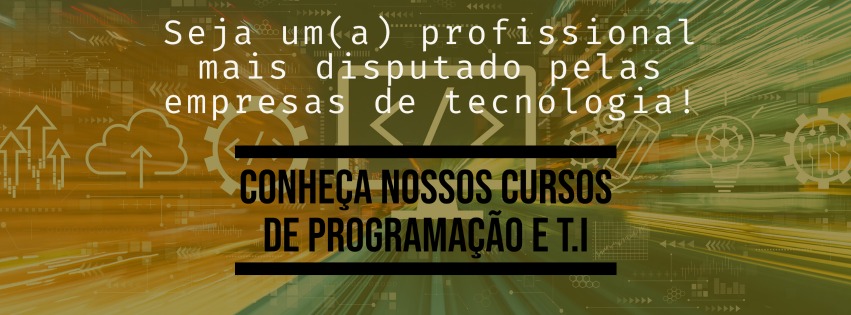 Seja um(a) profissional
mais disputado pelas
empresas de tecnologia!
CONHEÇA NOSSOS CURSOS
DE PROGRAMAÇÃO E T.I